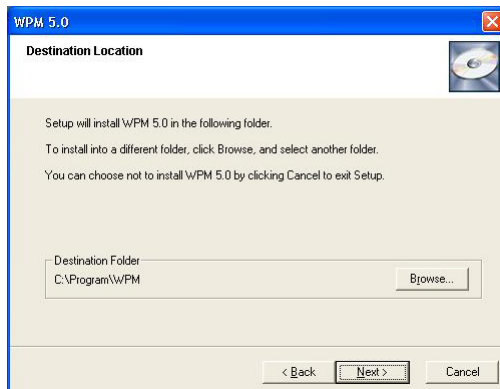 WPM 5.0
Destination Location
Setup will install WPM 5.0 in the following folder.
To install into a different folder, click Browse, and select another folder.
You can choose not to install WPM 5.0 by clicking Cancel to exit Setup.
Destination Folder
C:\Program\WPM
Browse...
< Back
Next >
Cancel